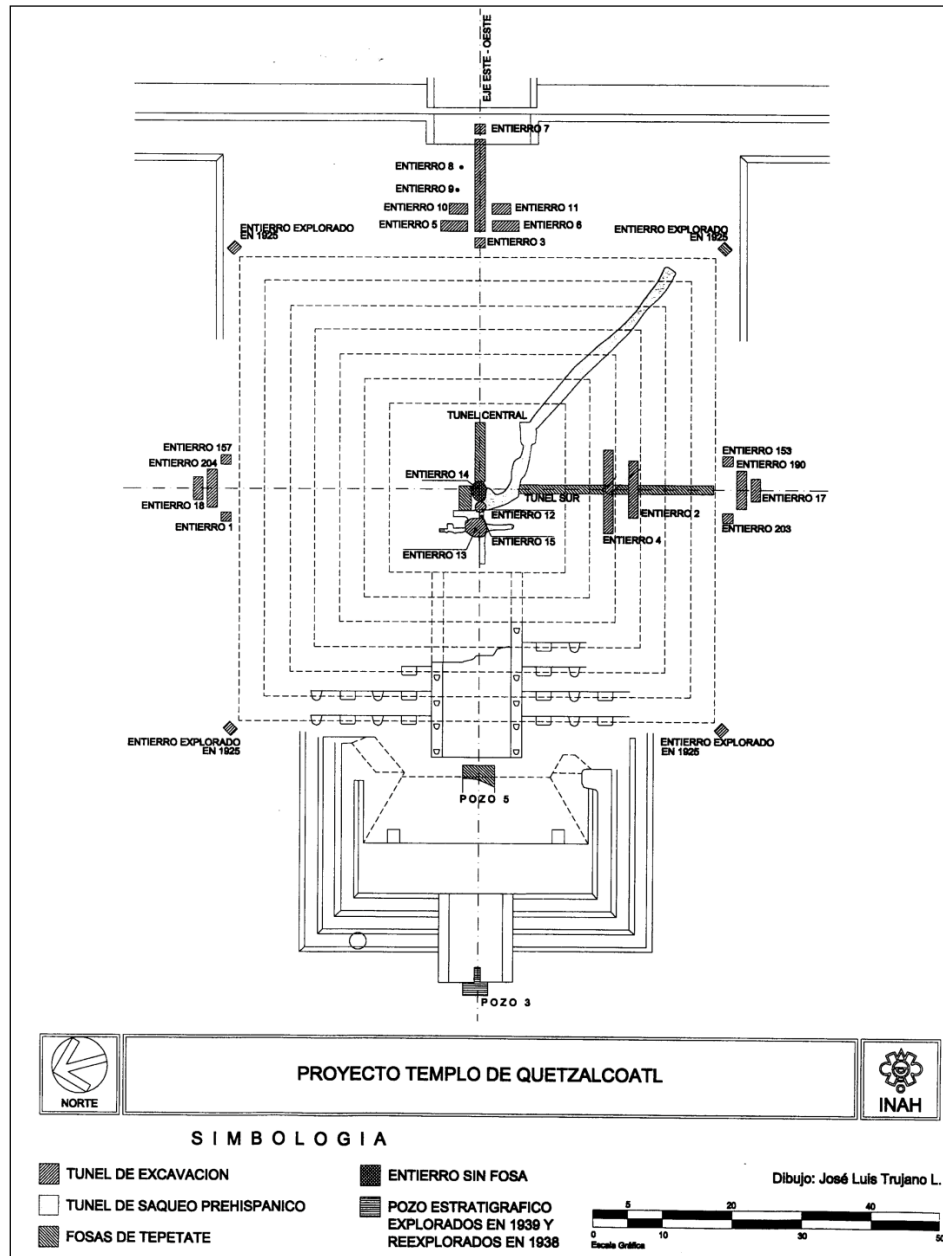 EJE ESTE - OESTE
ENTIERRO 7
ENTIERRO 8
ENTIERRO 9
ENTIERRO 10
ENTIERRO 11
ENTIERRO 5
ENTIERRO 6
ENTIERRO 3
ENTIERRO EXPLORADO
EN 1925
ENTIERRO EXPLORADO
EN 1925
TUNEL CENTRAL
ENTIERRO 157
ENTIERRO 204
ENTIERRO 18
ENTIERRO 1
ENTIERRO 14
TUNEL SUR
ENTIERRO 12
ENTIERRO 2
ENTIERRO 13
ENTIERRO 15
ENTIERRO 4
ENTIERRO 153
ENTIERRO 190
ENTIERRO 17
ENTIERRO 203
ENTIERRO EXPLORADO
EN 1925
ENTIERRO EXPLORADO
EN 1925
POZO 5
POZO 3
NORTE
PROYECTO TEMPLO DE QUETZALCOATL
INAH
SIMBOLOGIA
TUNEL DE EXCAVACION
TUNEL DE SAQUEO PREHISPANICO
FOSAS DE TEPETATE
ENTIERRO SIN FOSA
POZO ESTRATIGRAFICO
EXPLORADOS EN 1939 Y
REEXPLORADOS EN 1938
Dibujo: José Luis Trujano L.
5 20 40
10 30 50
Escala Gráfica